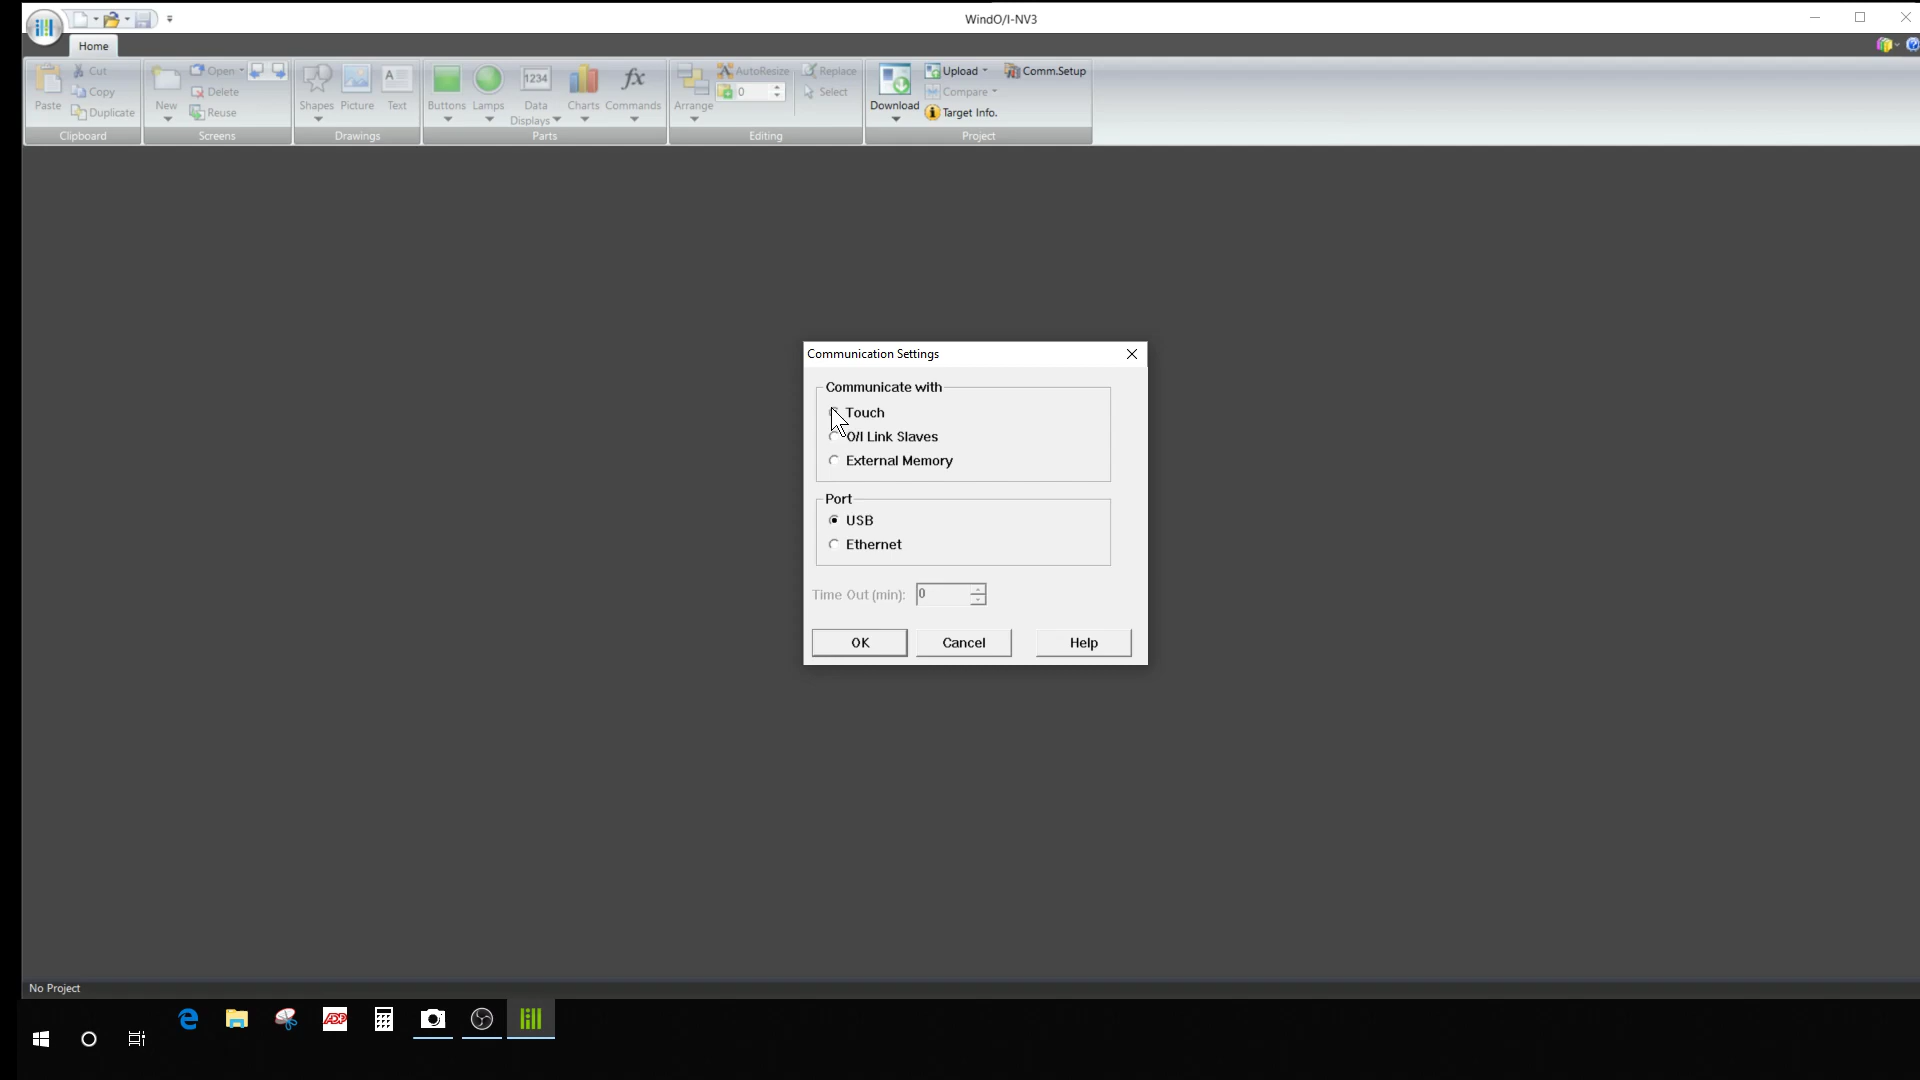 WindO/I-NV3
Home
Paste
Cut
Copy
Duplicate
Clipboard
New
Open
Delete
Reuse
Screens
Shapes
Picture
Text
Drawings
Buttons
Lamps
1234
Data
Displays
Charts
fx
Commands
Parts
Arrange
AutoResize
0
Replace
Select
Editing
Download
Upload
Compare
Target Info.
Comm.Setup
Project
Communication Settings
Communicate with
Touch
O/I Link Slaves
External Memory
Port
USB
Ethernet
Time Out (min): 0
OK Cancel Help
No Project
ADP